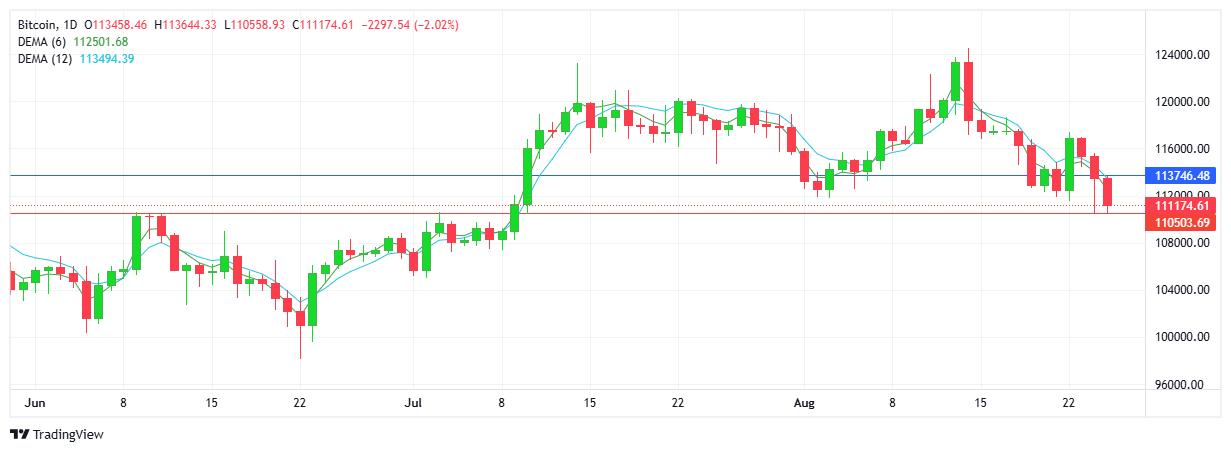 Bitcoin, 1D O113458.46 H113644.33 L110558.93 C111174.61 −2297.54 (−2.02%)
DEMA (6) 112501.68
DEMA (12) 113494.39
124000.00
120000.00
116000.00
113746.48
112000.00
111174.61
110503.69
108000.00
104000.00
100000.00
96000.00
Jun 8 15 22 Jul 8 15 22 Aug 8 15 22
TradingView